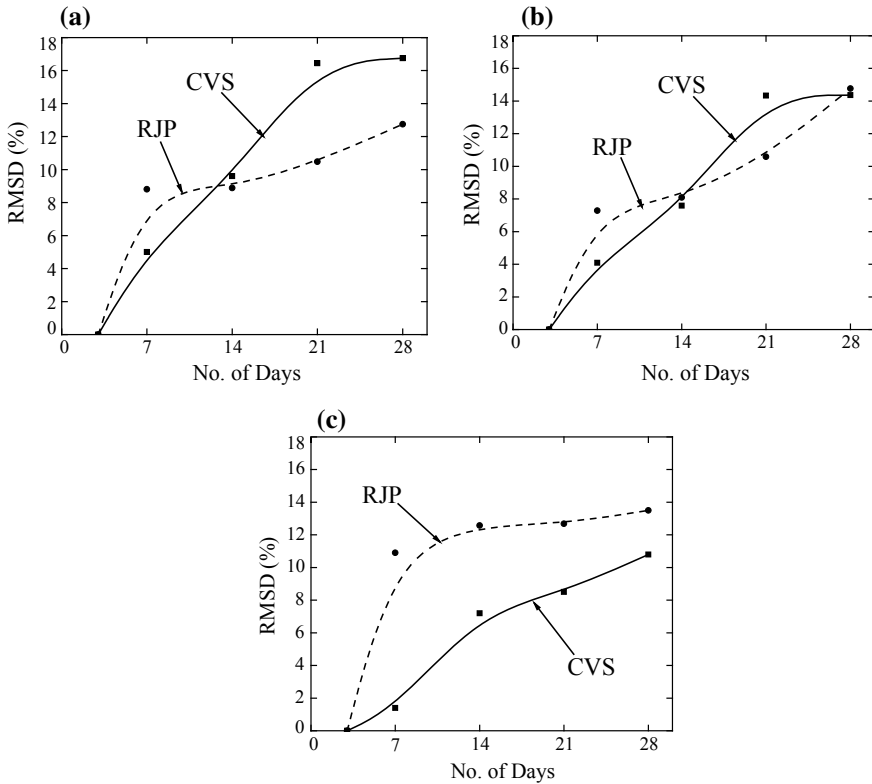 (a)
18
16
14
12
10
8
6
4
2
0
RMSD (%)
CVS
RJP
0 7 14 21 28
No. of Days
(b)
18
16
14
12
10
8
6
4
2
0
RMSD (%)
CVS
RJP
0 7 14 21 28
No. of Days
(c)
18
16
14
12
10
8
6
4
2
0
RMSD (%)
RJP
CVS
0 7 14 21 28
No. of Days